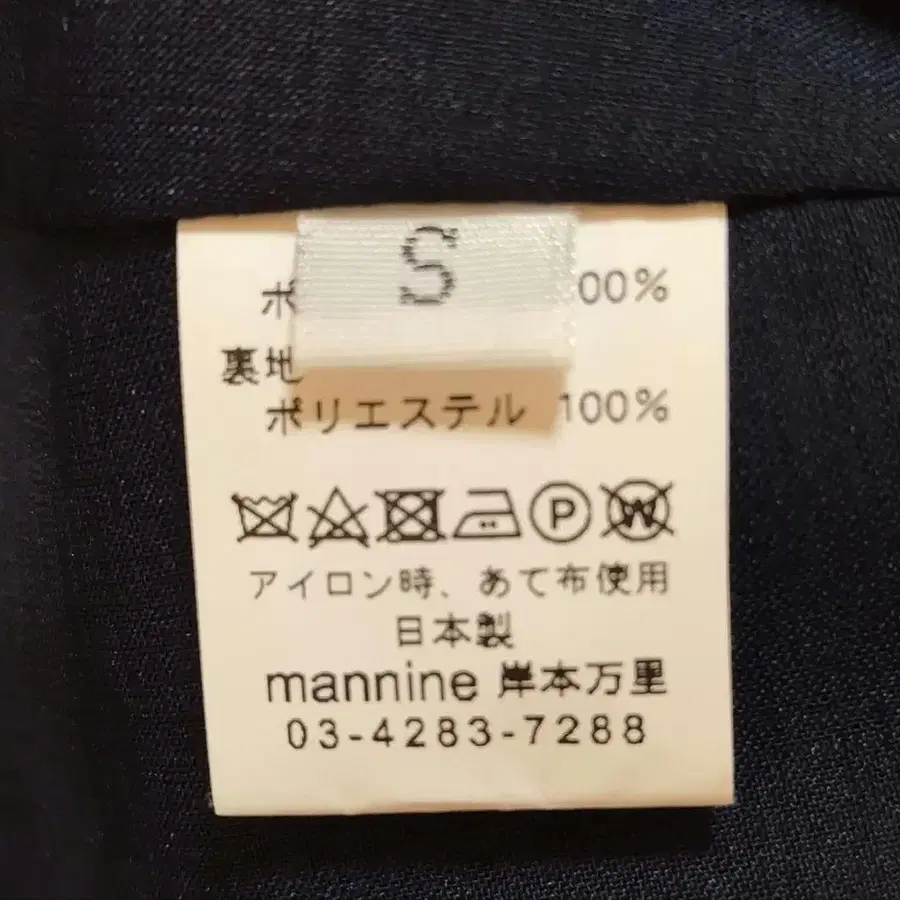 S
ポ 00%
裏地
ポリエステル 100%
P W
アイロン時、あて布使用
日本製
mannine 岸本万里
03-4283-7288